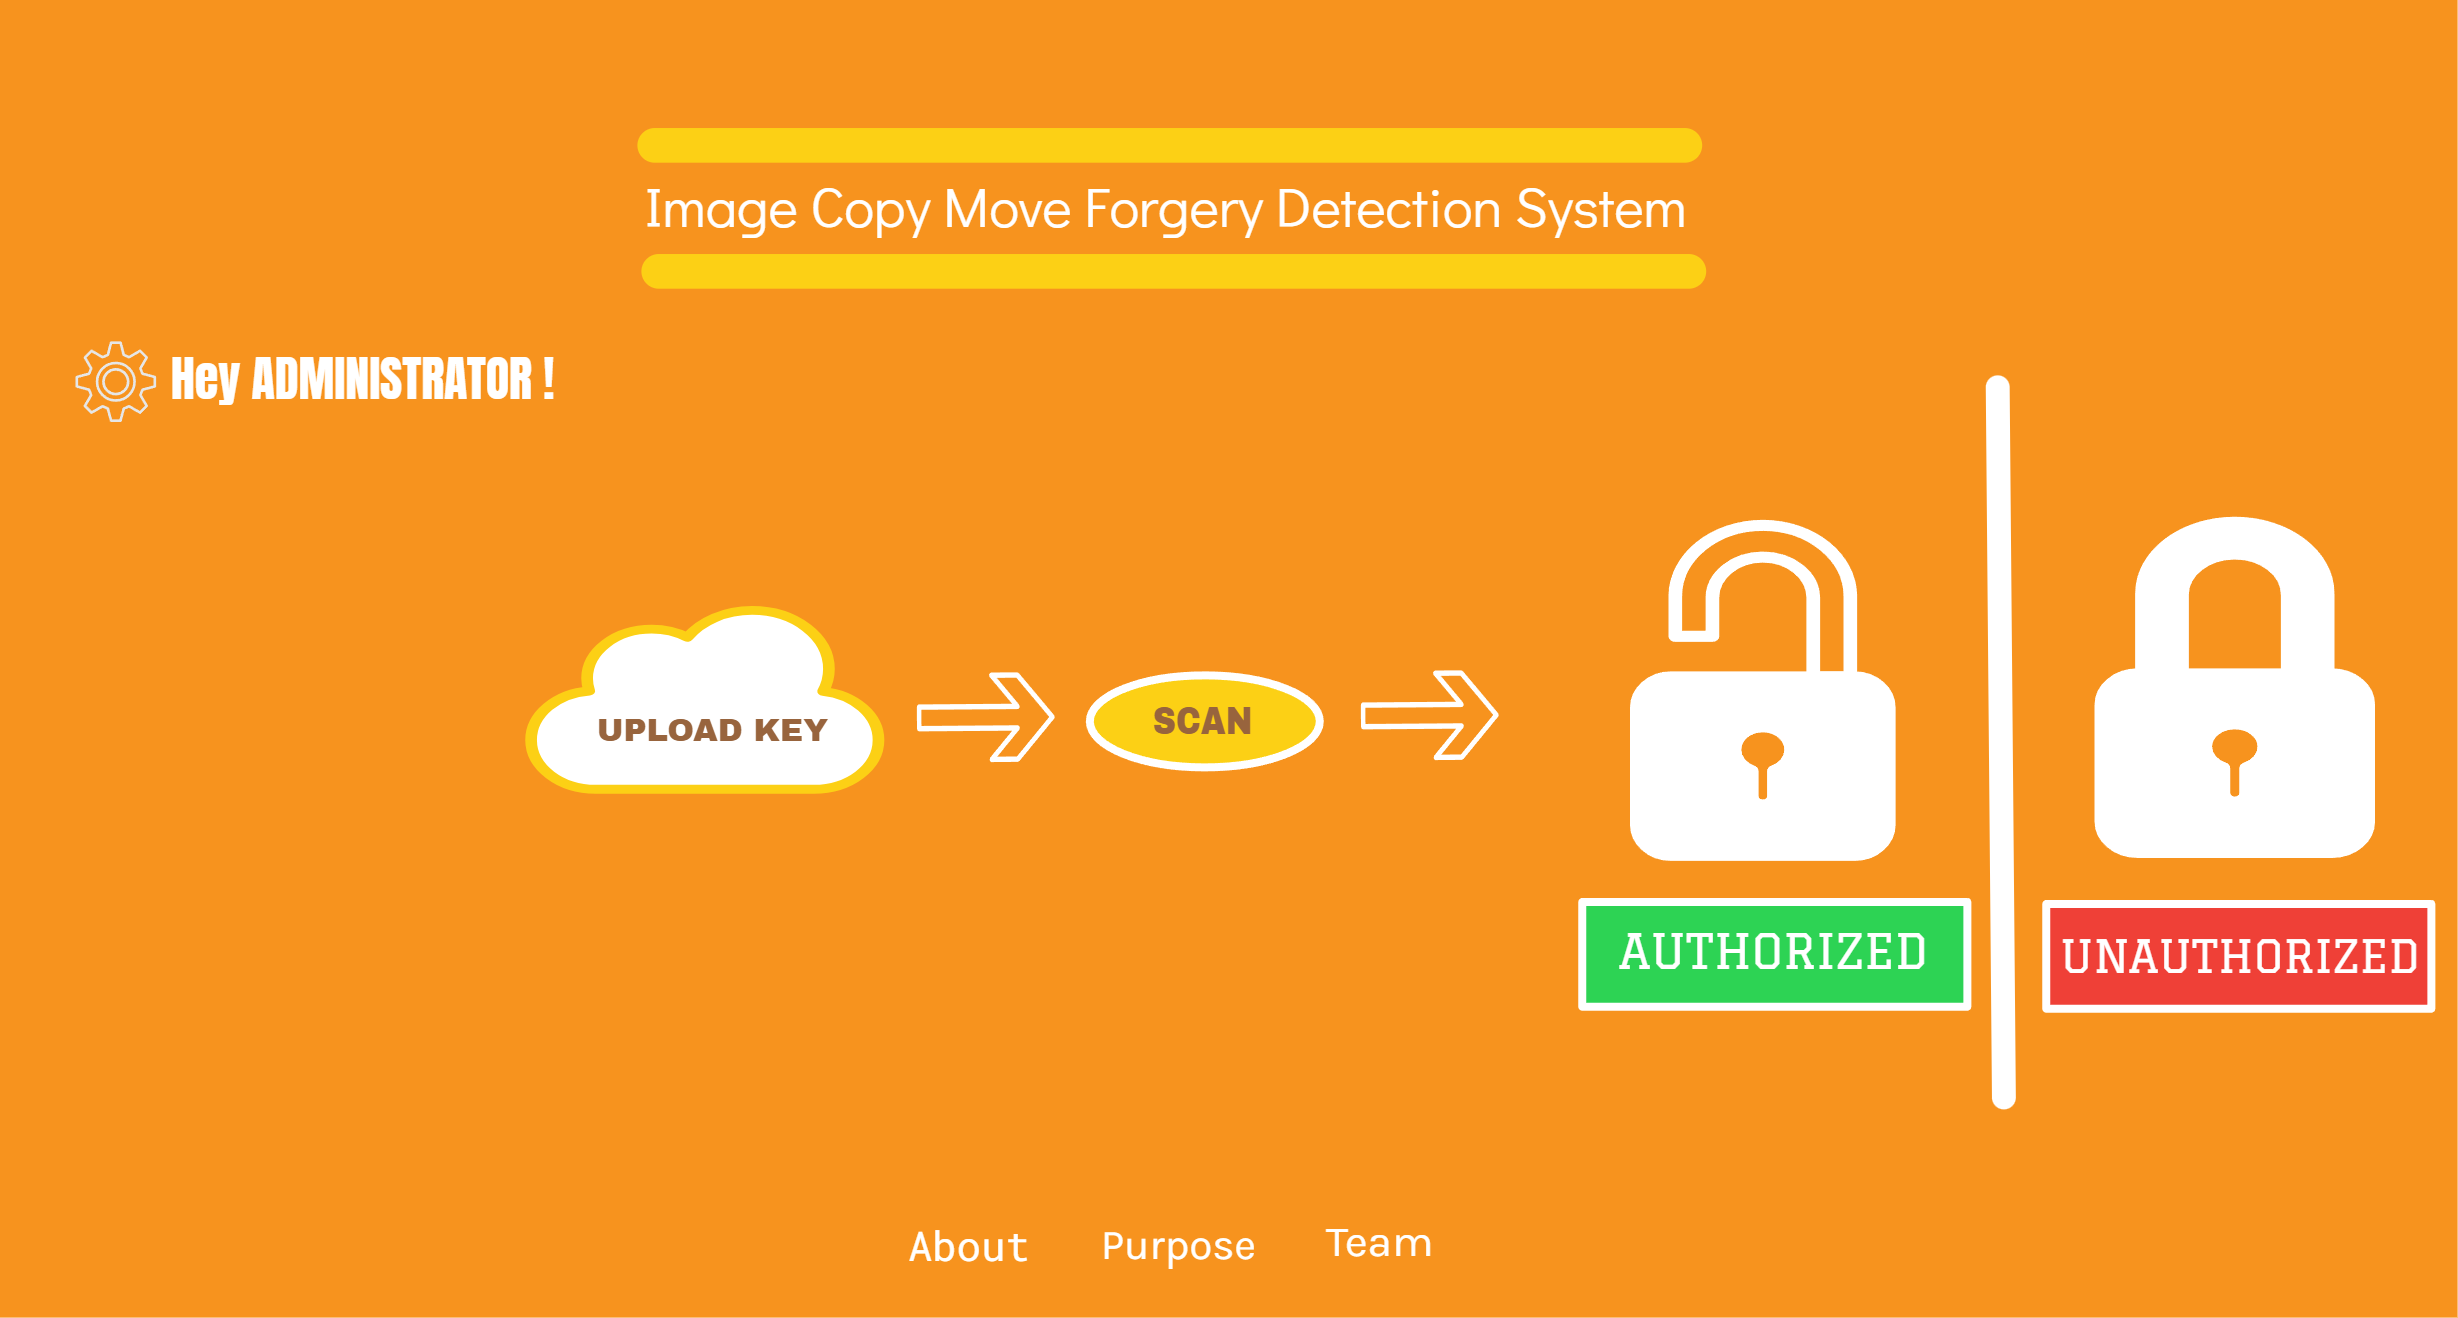 Image Copy Move Forgery Detection System
Hey ADMINISTRATOR !
UPLOAD KEY
SCAN
AUTHORIZED
UNAUTHORIZED
About
Purpose
Team